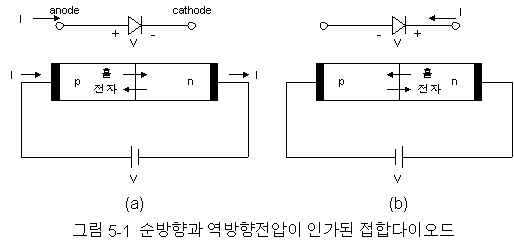 I anode cathode
+ -
V
I p 홀 n I
전자
V
(a)
I
- +
V
p 홀 n
전자
V
(b)
그림 5-1 순방향과 역방향전압이 인가된 접합다이오드